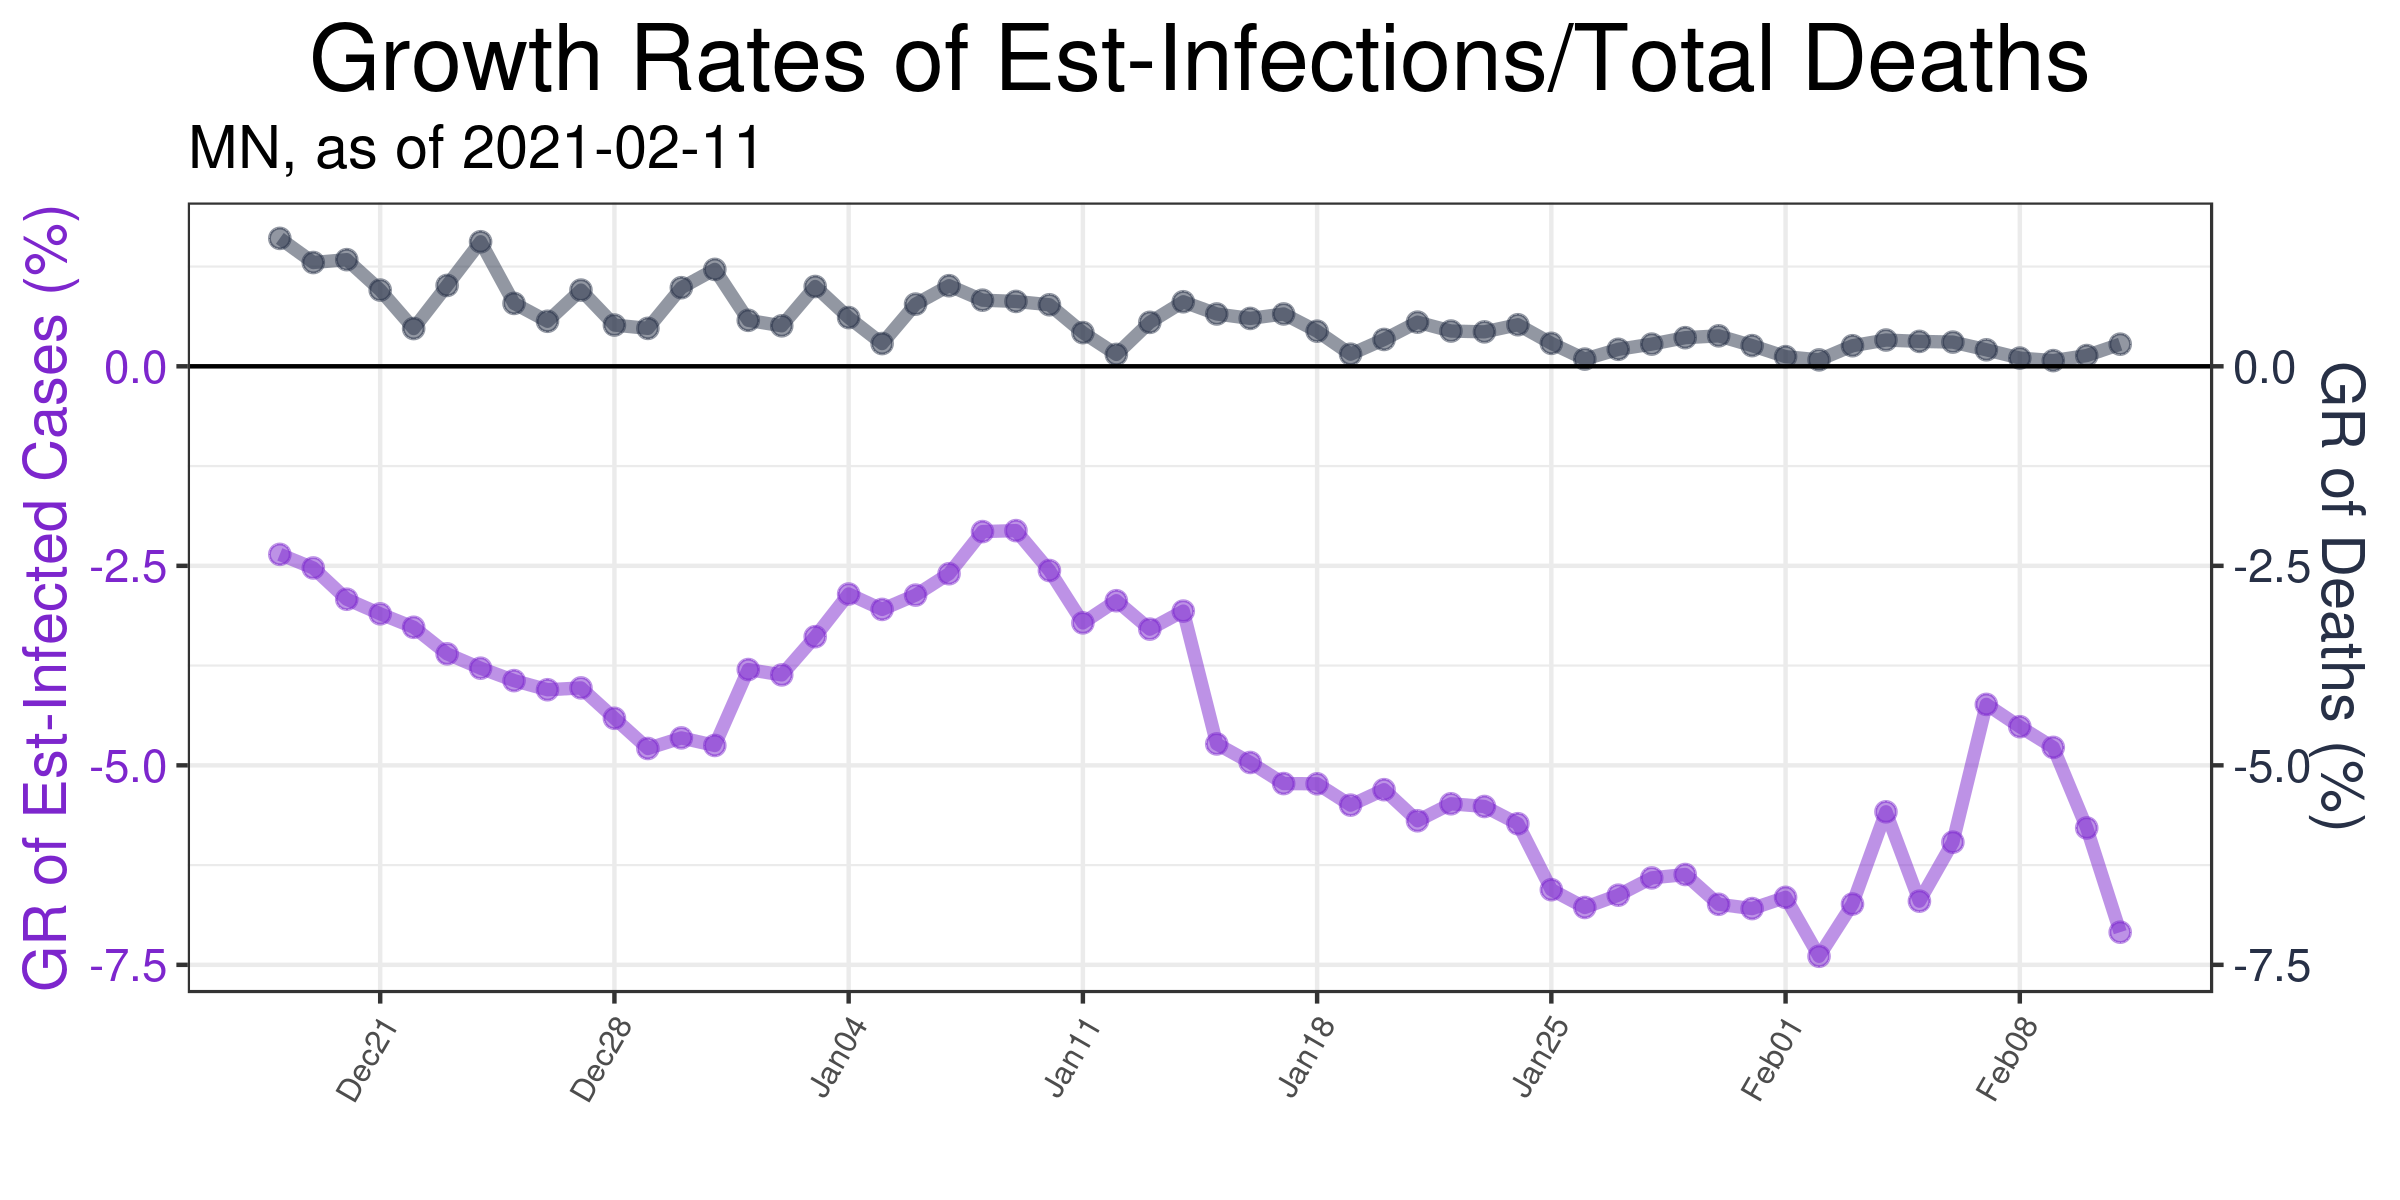 Growth Rates of Est-Infections/Total Deaths
MN, as of 2021-02-11
GR of Est-Infected Cases (%)
0.0
-2.5
-5.0
-7.5
0.0
-2.5
-5.0
-7.5
GR of Deaths (%)
Dec21
Dec28
Jan04
Jan11
Jan18
Jan25
Feb01
Feb08